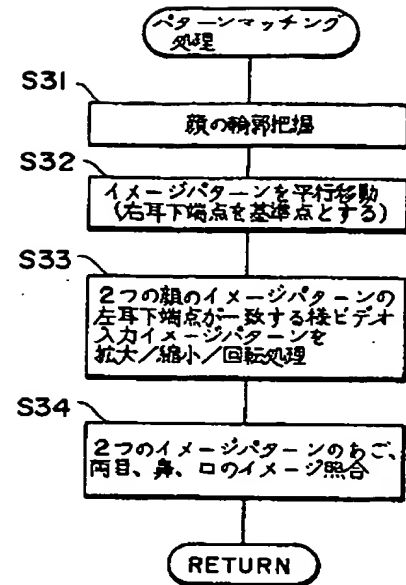 パターンマッチング
処理
S31
顔の輪郭把握
S32
イメージパターンを平行移動
(右耳下端点を基準点とする)
S33
2つの顔のイメージパターンの
左耳下端点が一致する様ビデオ
入力イメージパターンを
拡大/縮小/回転処理
S34
2つのイメージパターンのあご、
両目、鼻、口のイメージ照合
RETURN